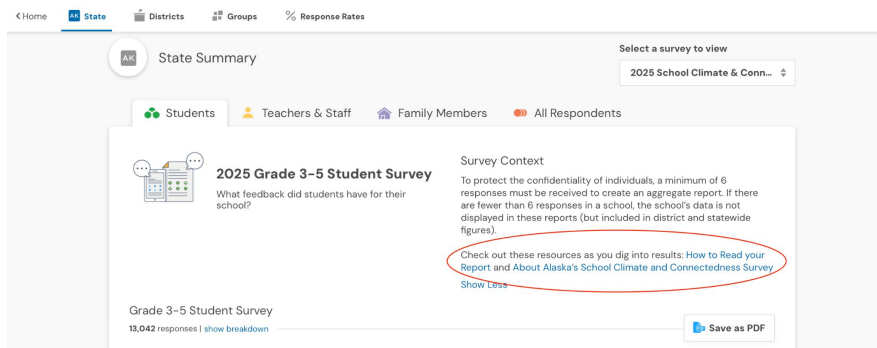 Home
AK State
Districts
Groups
Response Rates
AK
State Summary
Select a survey to view
2025 School Climate & Conn...
Students
Teachers & Staff
Family Members
All Respondents
2025 Grade 3-5 Student Survey
What feedback did students have for their
school?
Survey Context
To protect the confidentiality of individuals, a minimum of 6
responses must be received to create an aggregate report. If there
are fewer than 6 responses in a school, the school's data is not
displayed in these reports (but included in district and statewide
figures).
Check out these resources as you dig into results: How to Read your
Report and About Alaska's School Climate and Connectedness Survey
Show Less
Grade 3-5 Student Survey
13,042 responses | show breakdown
Save as PDF